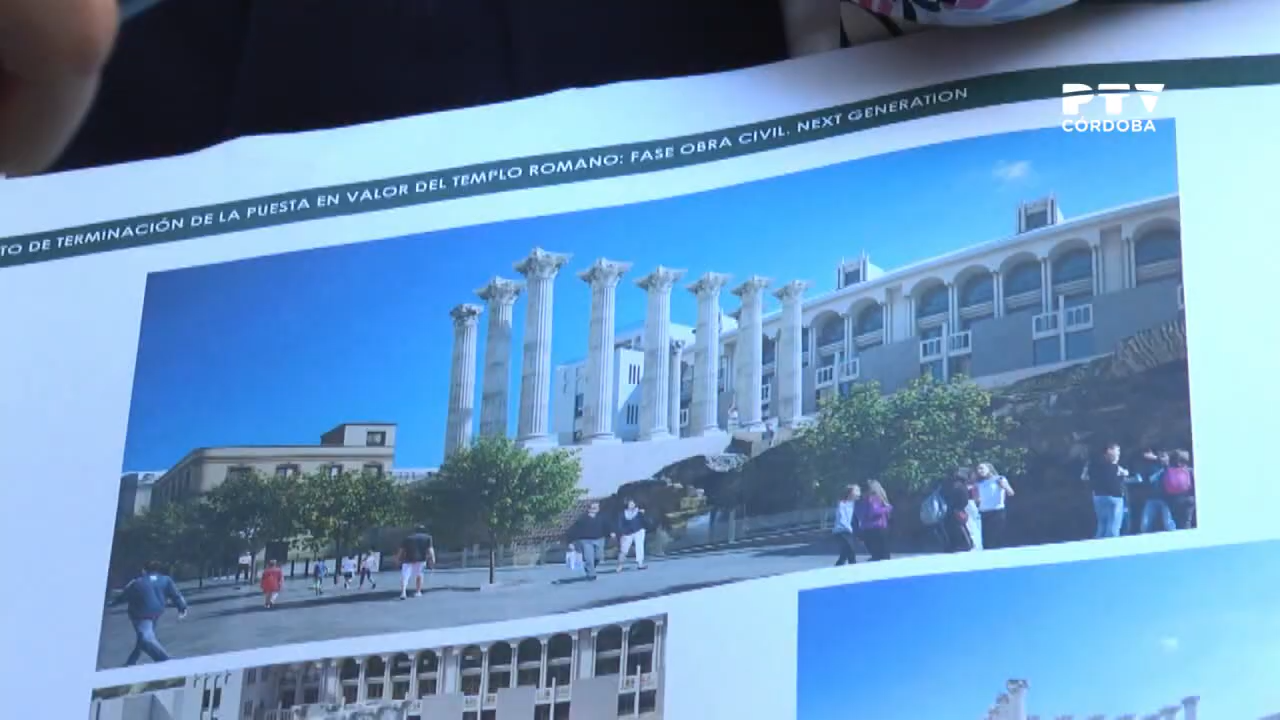 TO DE TERMINACIÓN DE LA PUESTA EN VALOR DEL TEMPLO ROMANO: FASE OBRA CIVIL. NEXT GENERATION
PTV
CÓRDOBA